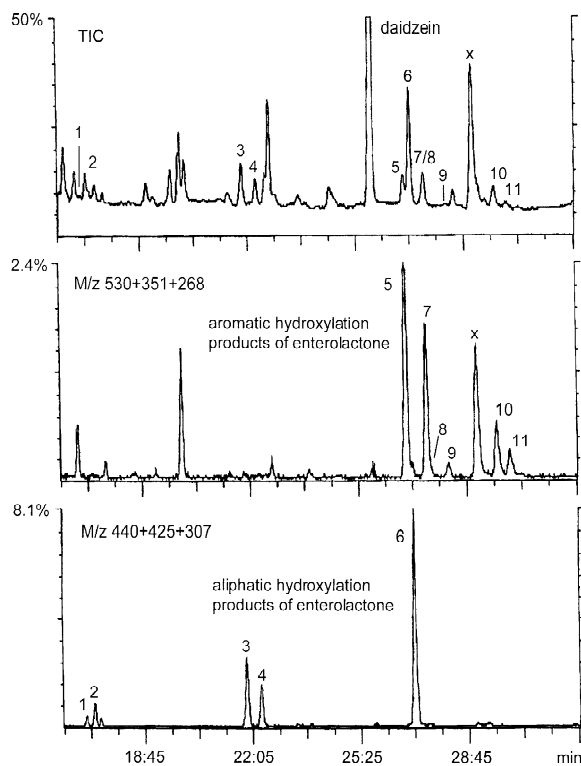 50%
TIC
daidzein
1
2
3
4
5
6
7/8
9
x
10
11
2.4%
M/z 530+351+268
aromatic hydroxylation
products of enterolactone
5
7
8
9
x
10
11
8.1%
M/z 440+425+307
aliphatic hydroxylation
products of enterolactone
1
2
3
4
6
18:45 22:05 25:25 28:45 min